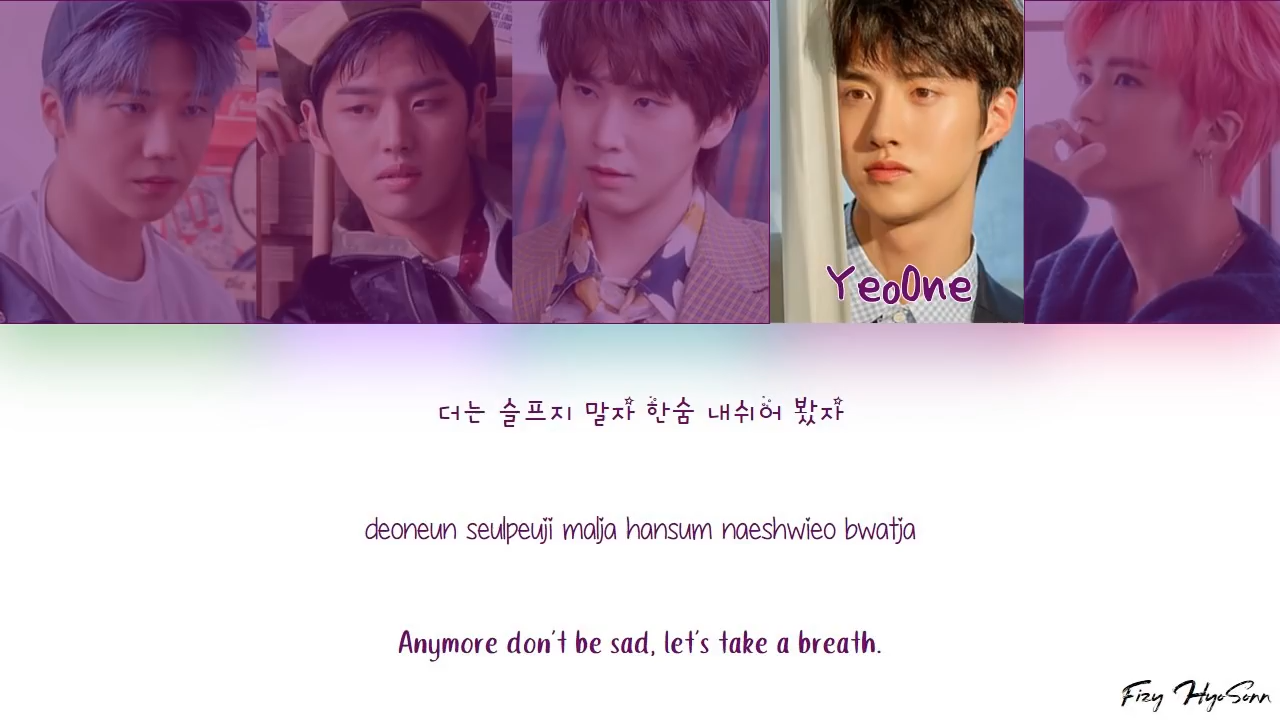 YeoOne
더는 슬프지 말자 한숨 내쉬어 봤자
deoneun seulpeuji malja hansum naeshwieo bwatja
Anymore don't be sad, let's take a breath.
Fizy HyoSonn